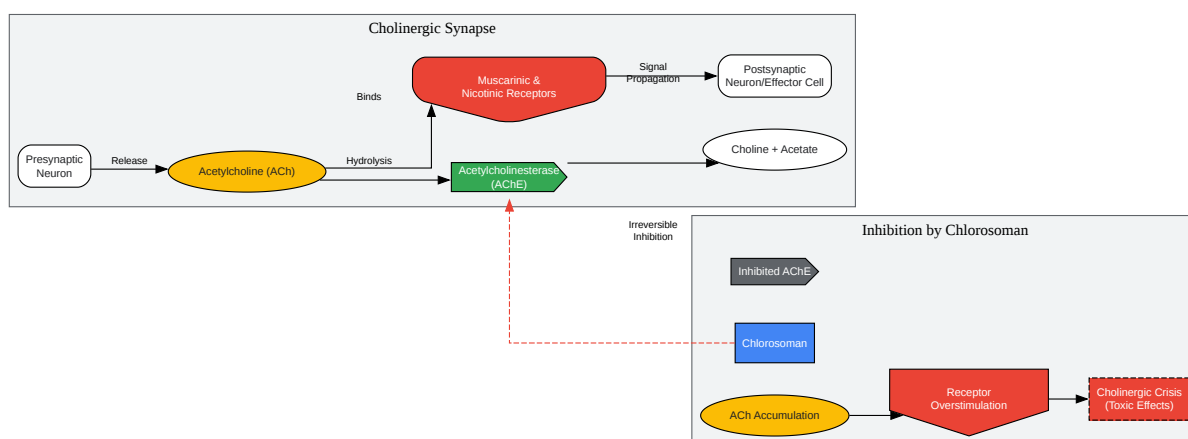 Cholinergic Synapse
Muscarinic &
Nicotinic Receptors
Signal
Propagation
Postsynaptic
Neuron/Effector Cell
Binds
Presynaptic
Neuron
Release
Acetylcholine (ACh)
Hydrolysis
Acetylcholinesterase
(AChE)
Choline + Acetate
Irreversible
Inhibition
Inhibition by Chlorosoman
Inhibited AChE
Chlorosoman
ACh Accumulation
Receptor
Overstimulation
Cholinergic Crisis
(Toxic Effects)